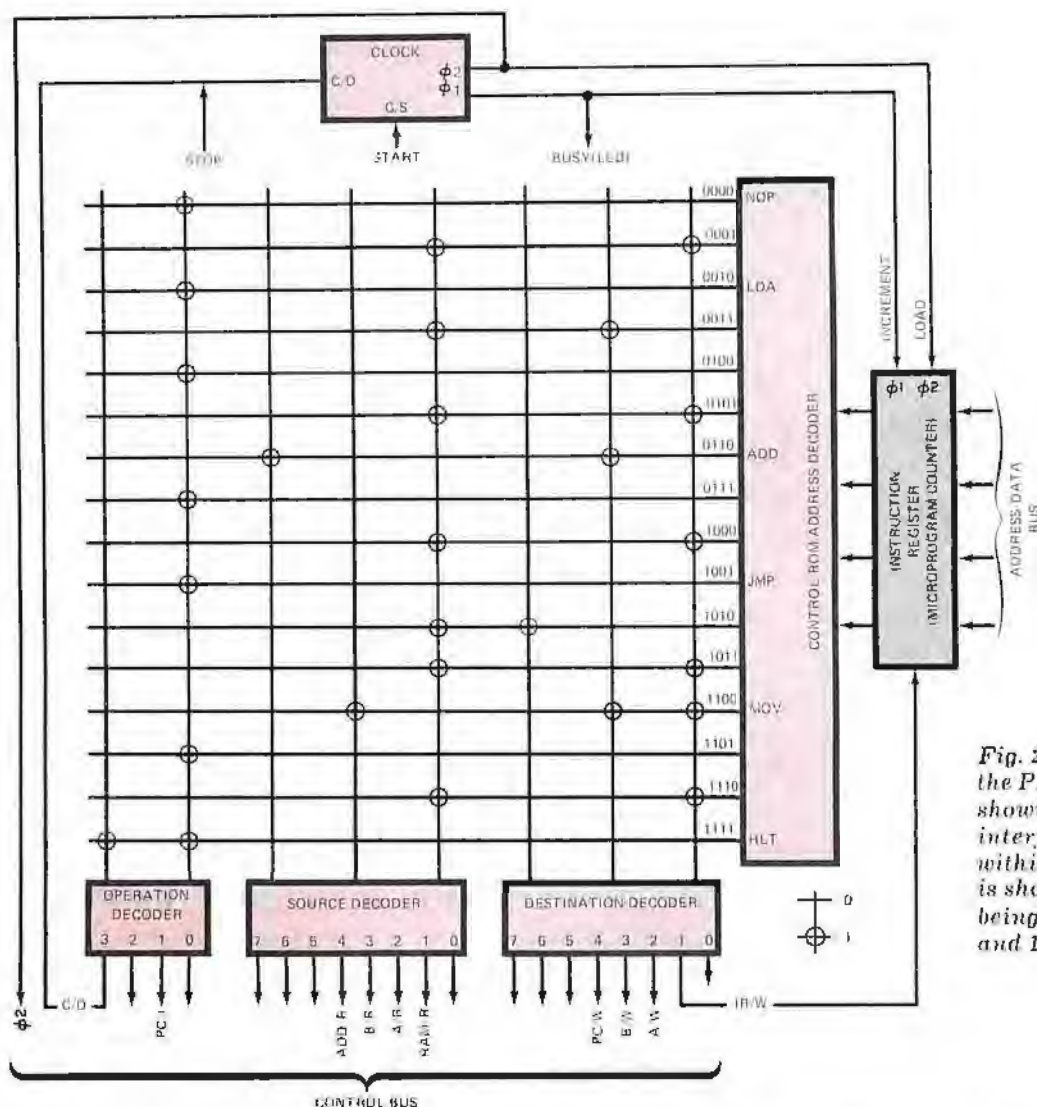 CLOCK
C/D
ϕ2
ϕ1
C/S
STOP
START
BUSY(LED)
0000
NOP
0001
0010
LDA
0011
0100
0101
0110
ADD
0111
1000
1001
JMP
1010
1011
1100
MOV
1101
1110
1111
HLT
CONTROL ROM ADDRESS DECODER
INCREMENT
LOAD
ϕ1 ϕ2
INSTRUCTION
REGISTER
(MICROPROGRAM COUNTER)
ADDRESS-DATA
BUS
OPERATION
DECODER
3 2 1 0
SOURCE DECODER
7 6 5 4 3 2 1 0
DESTINATION DECODER
7 6 5 4 3 2 1 0
0
1
ϕ2
C/D
PC-I
ADD-R
B/R
A/R
RAM-R
PC-W
B/W
A-W
IR/W
CONTROL BUS
Fig. 2
the P
show
inter
within
is sho
being
and 1